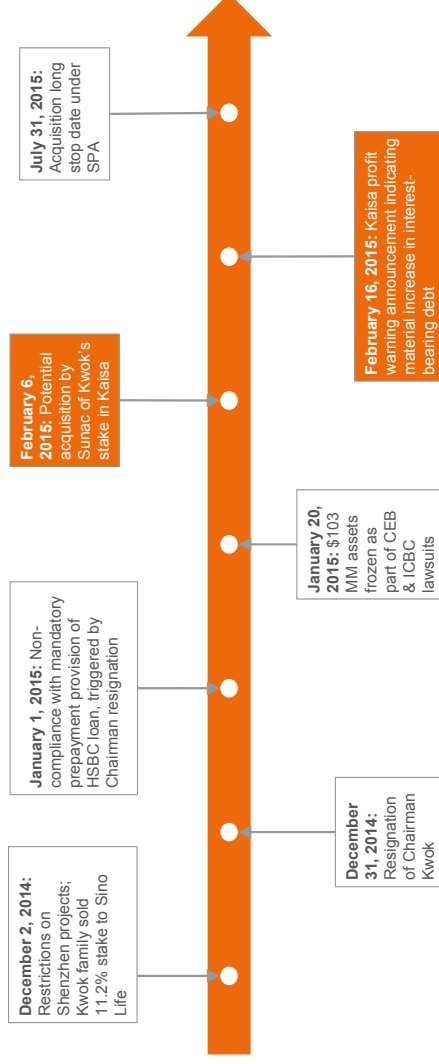 December 2, 2014:
Restrictions on
Shenzhen projects;
Kwok family sold
11.2% stake to Sino
Life
December
31, 2014:
Resignation
of Chairman
Kwok
January 1, 2015: Non-
compliance with mandatory
prepayment provision of
HSBC loan, triggered by
Chairman resignation
January 20,
2015: $103
MM assets
frozen as
part of CEB
& ICBC
lawsuits
February 6,
2015: Potential
acquisition by
Sunac of Kwok's
stake in Kaisa
February 16, 2015: Kaisa profit
warning announcement indicating
material increase in interest-
bearing debt
July 31, 2015:
Acquisition long
stop date under
SPA